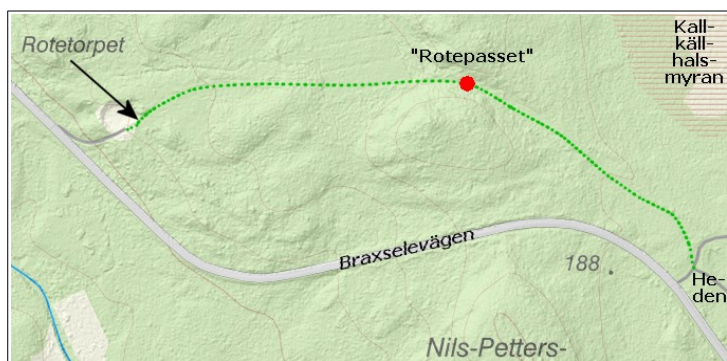 Rotetorpet
"Rotepasset"
Kall-
käll-
hals-
myran
Braxselevägen
188
He-
den
Nils-Petters-